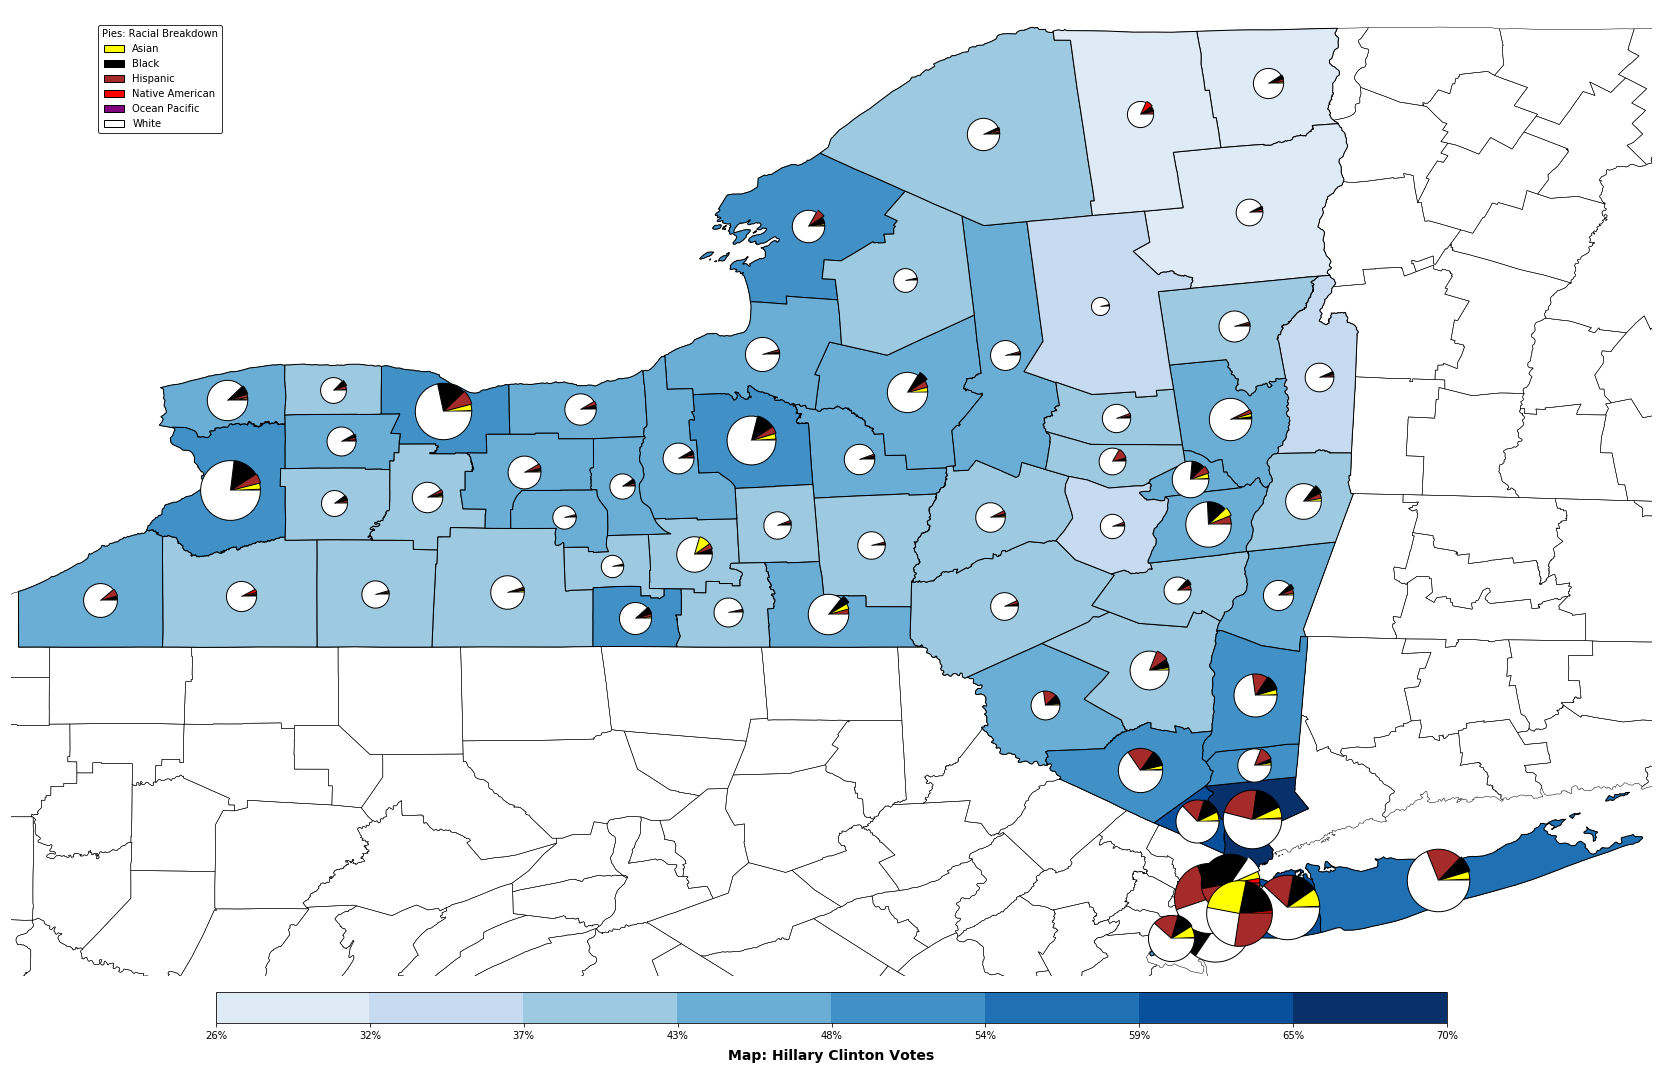 Pies: Racial Breakdown
Asian
Black
Hispanic
Native American
Ocean Pacific
White
26% 32% 37% 43% 48% 54% 59% 65% 70%
Map: Hillary Clinton Votes